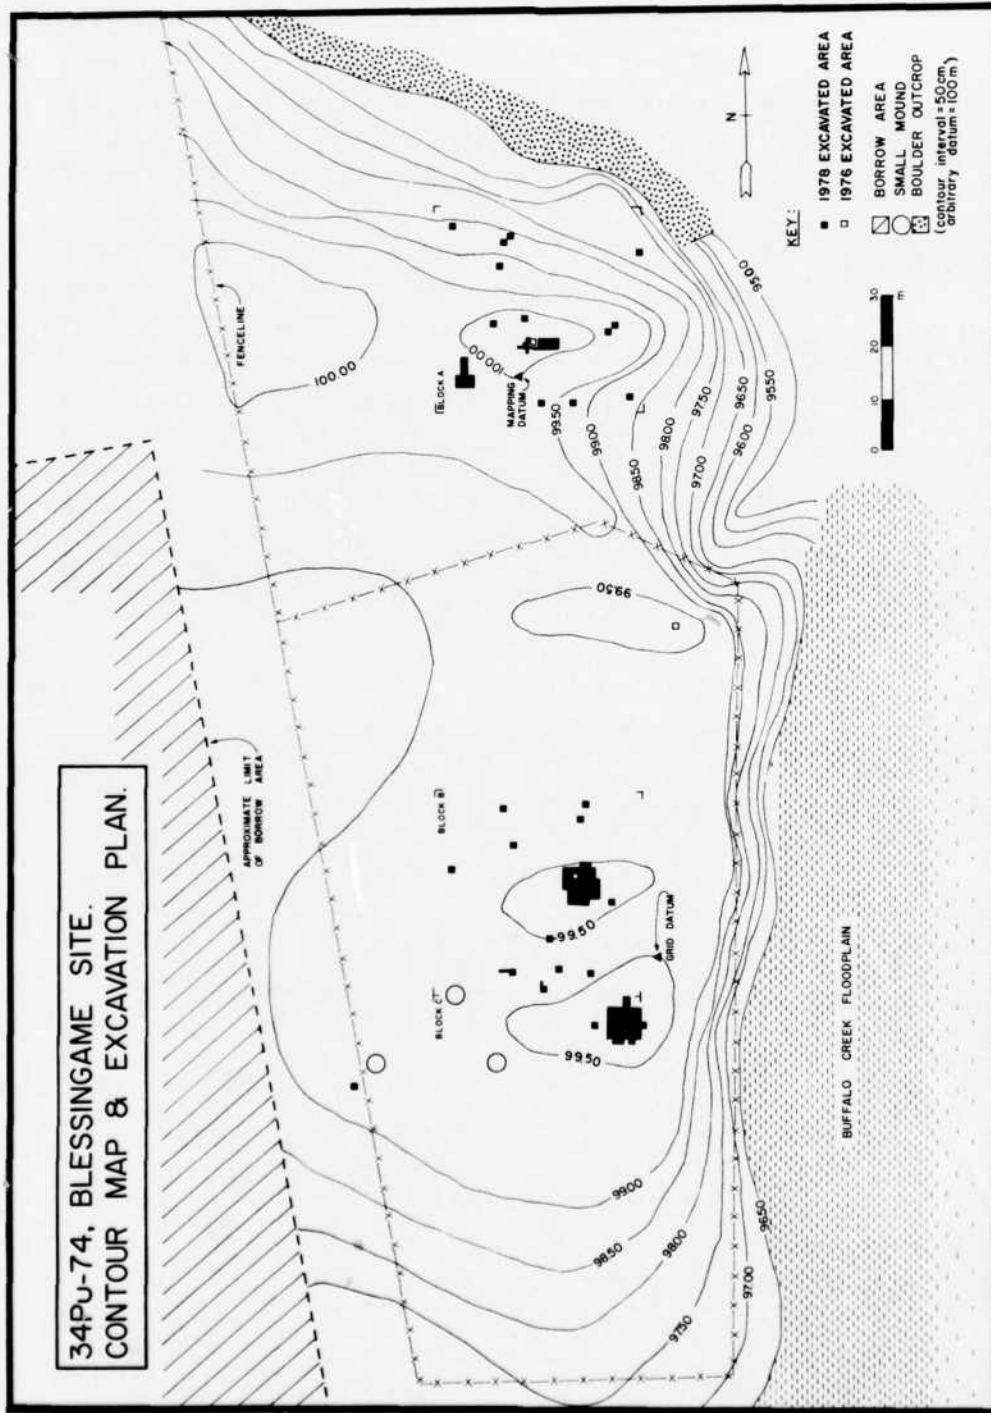 34Pu-74, BLESSINGAME SITE.
CONTOUR MAP & EXCAVATION PLAN.
N
KEY:
1978 EXCAVATED AREA
1976 EXCAVATED AREA
BORROW AREA
SMALL MOUND
BOULDER OUTCROP
(contour interval = 50 cm,
arbitrary datum = 100 m)
0 10 20 30
m
FENCELINE
100.00
BLOCK A
100.00
MAPPING
DATUM
99.50
99.00
98.50
98.00
97.50
97.00
96.50
96.00
95.50
95.00
99.50
APPROXIMATE LIMIT
OF BORROW AREA
BLOCK B
99.50
GRID DATUM
BLOCK C
99.50
99.00
98.50
98.00
97.50
97.00
96.50
BUFFALO CREEK FLOODPLAIN